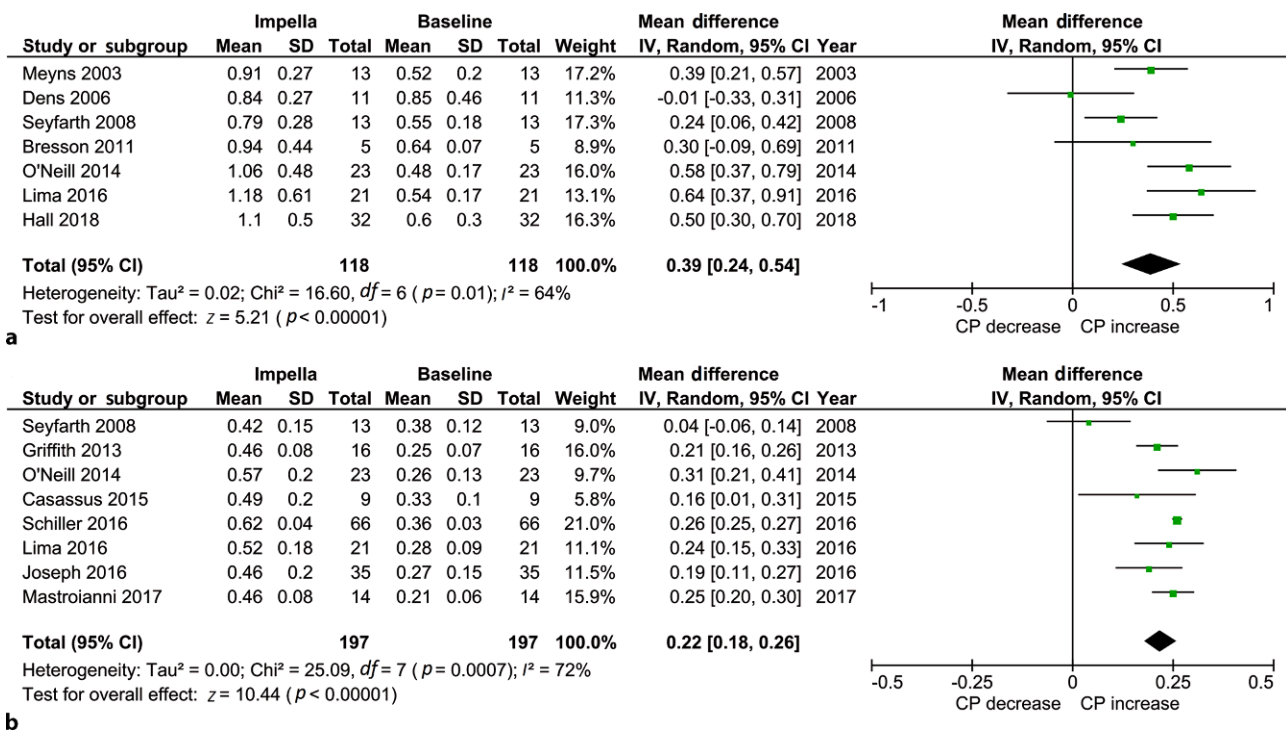 Impella Baseline Mean difference Mean difference
Study or subgroup Mean SD Total Mean SD Total Weight IV, Random, 95% CI Year IV, Random, 95% CI
Meyns 2003 0.91 0.27 13 0.52 0.2 13 17.2% 0.39 [0.21, 0.57] 2003
Dens 2006 0.84 0.27 11 0.85 0.46 11 11.3% -0.01 [-0.33, 0.31] 2006
Seyfarth 2008 0.79 0.28 13 0.55 0.18 13 17.3% 0.24 [0.06, 0.42] 2008
Bresson 2011 0.94 0.44 5 0.64 0.07 5 8.9% 0.30 [-0.09, 0.69] 2011
O'Neill 2014 1.06 0.48 23 0.48 0.17 23 16.0% 0.58 [0.37, 0.79] 2014
Lima 2016 1.18 0.61 21 0.54 0.17 21 13.1% 0.64 [0.37, 0.91] 2016
Hall 2018 1.1 0.5 32 0.6 0.3 32 16.3% 0.50 [0.30, 0.70] 2018
Total (95% CI) 118 118 100.0% 0.39 [0.24, 0.54]
Heterogeneity: Tau² = 0.02; Chi² = 16.60, df = 6 ( p = 0.01); I² = 64%
Test for overall effect: z = 5.21 ( p < 0.00001)
-1 -0.5 0 0.5 1
CP decrease CP increase
a
Impella Baseline Mean difference Mean difference
Study or subgroup Mean SD Total Mean SD Total Weight IV, Random, 95% CI Year IV, Random, 95% CI
Seyfarth 2008 0.42 0.15 13 0.38 0.12 13 9.0% 0.04 [-0.06, 0.14] 2008
Griffith 2013 0.46 0.08 16 0.25 0.07 16 16.0% 0.21 [0.16, 0.26] 2013
O'Neill 2014 0.57 0.2 23 0.26 0.13 23 9.7% 0.31 [0.21, 0.41] 2014
Casassus 2015 0.49 0.2 9 0.33 0.1 9 5.8% 0.16 [0.01, 0.31] 2015
Schiller 2016 0.62 0.04 66 0.36 0.03 66 21.0% 0.26 [0.25, 0.27] 2016
Lima 2016 0.52 0.18 21 0.28 0.09 21 11.1% 0.24 [0.15, 0.33] 2016
Joseph 2016 0.46 0.2 35 0.27 0.15 35 11.5% 0.19 [0.11, 0.27] 2016
Mastroianni 2017 0.46 0.08 14 0.21 0.06 14 15.9% 0.25 [0.20, 0.30] 2017
Total (95% CI) 197 197 100.0% 0.22 [0.18, 0.26]
Heterogeneity: Tau² = 0.00; Chi² = 25.09, df = 7 ( p = 0.0007); I² = 72%
Test for overall effect: z = 10.44 ( p < 0.00001)
-0.5 -0.25 0 0.25 0.5
CP decrease CP increase
b